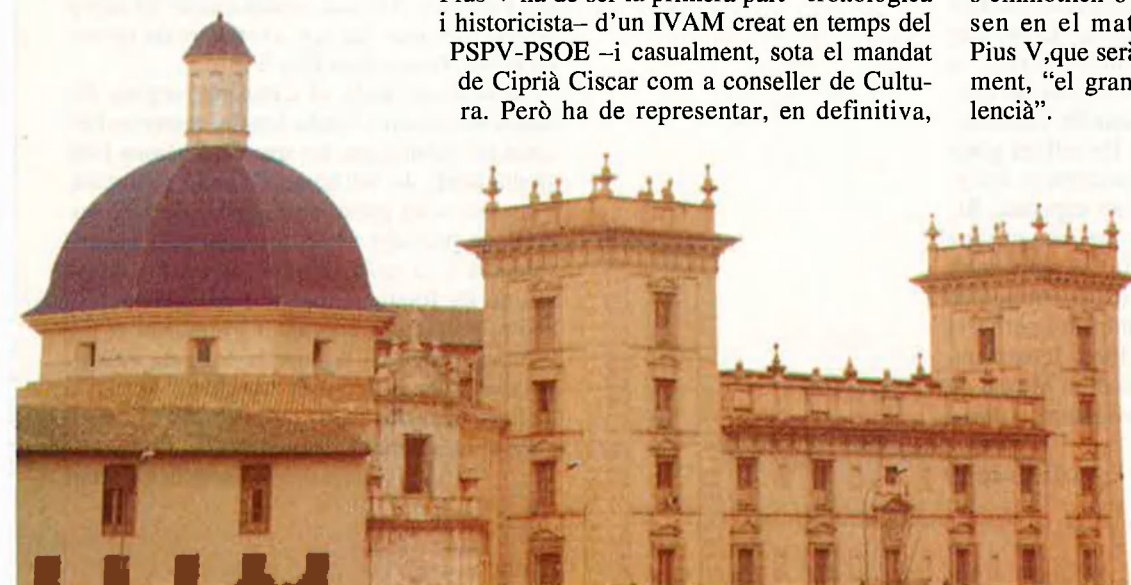 i historicista– d'un IVAM creat en temps del
PSPV-PSOE –i casualment, sota el mandat
de Ciprià Ciscar com a conseller de Cultu-
ra. Però ha de representar, en definitiva,
sen en el mat
Pius V,que serà
ment, “el gran
lencià”.